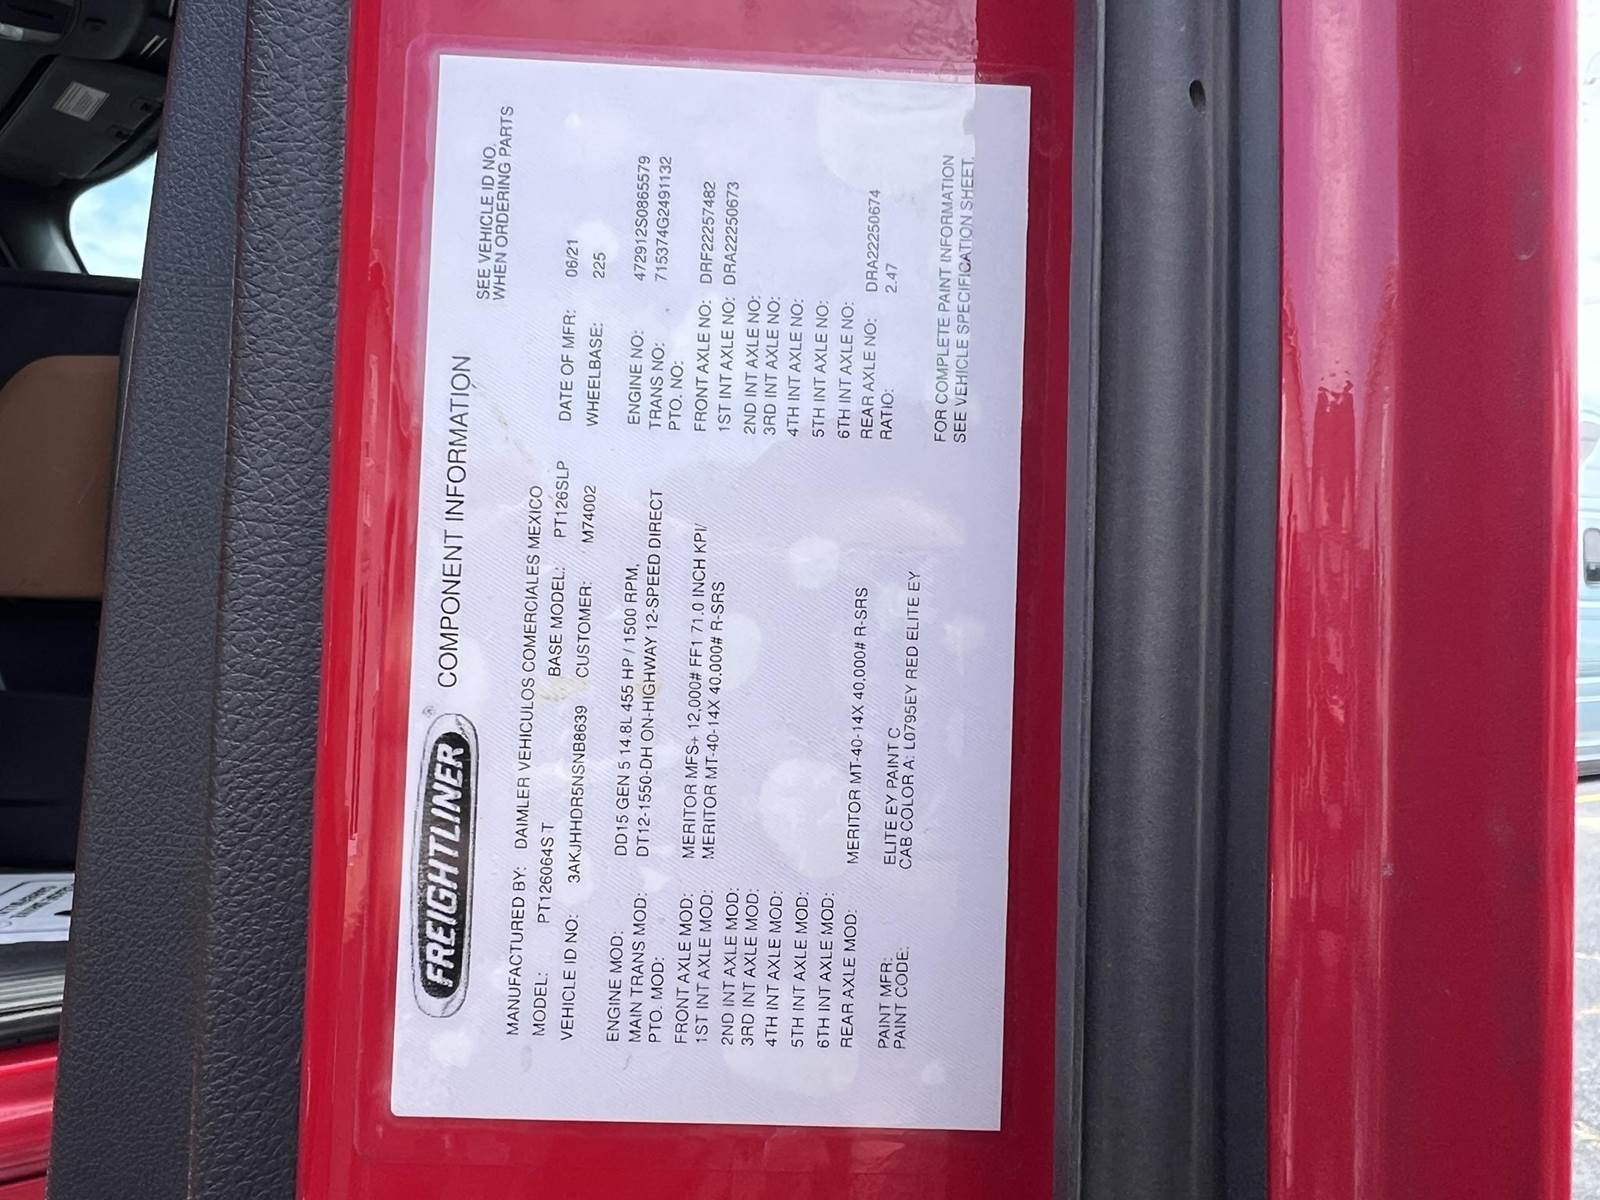 FREIGHTLINER® COMPONENT INFORMATION
SEE VEHICLE ID NO.
WHEN ORDERING PARTS
MANUFACTURED BY: DAIMLER VEHICULOS COMERCIALES MEXICO
MODEL: PT126064S T BASE MODEL: PT126SLP DATE OF MFR: 06/21
VEHICLE ID NO: 3AKJHHDR5NSNB8639 CUSTOMER: M74002 WHEELBASE: 225
ENGINE MOD: DD15 GEN 5 14.8L 455 HP / 1500 RPM, ENGINE NO: 472912S0865579
MAIN TRANS MOD: DT12-1550-DH ON-HIGHWAY 12-SPEED DIRECT TRANS NO: 715374G2491132
PTO. MOD: PTO. NO:
FRONT AXLE MOD: MERITOR MFS+ 12,000# FF1 71.0 INCH KPI/ FRONT AXLE NO: DRF22257482
1ST INT AXLE MOD: MERITOR MT-40-14X 40,000# R-SRS 1ST INT AXLE NO: DRA22250673
2ND INT AXLE MOD: 2ND INT AXLE NO:
3RD INT AXLE MOD: 3RD INT AXLE NO:
4TH INT AXLE MOD: 4TH INT AXLE NO:
5TH INT AXLE MOD: 5TH INT AXLE NO:
6TH INT AXLE MOD: 6TH INT AXLE NO:
REAR AXLE MOD: MERITOR MT-40-14X 40,000# R-SRS REAR AXLE NO: DRA22250674
RATIO: 2.47
PAINT MFR: ELITE EY PAINT C
PAINT CODE: CAB COLOR A: L0795EY RED ELITE EY
FOR COMPLETE PAINT INFORMATION
SEE VEHICLE SPECIFICATION SHEET.